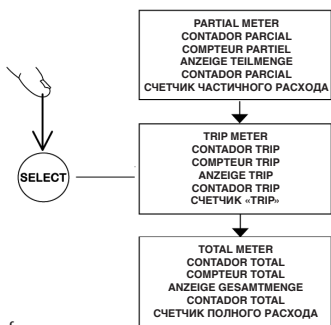 PARTIAL METER
CONTADOR PARCIAL
COMPTEUR PARTIEL
ANZEIGE TEILMENGE
CONTADOR PARCIAL
СЧЕТЧИК ЧАСТИЧНОГО РАСХОДА
SELECT
TRIP METER
CONTADOR TRIP
COMPTEUR TRIP
ANZEIGE TRIP
CONTADOR TRIP
СЧЕТЧИК «TRIP»
TOTAL METER
CONTADOR TOTAL
COMPTEUR TOTAL
ANZEIGE GESAMTMENGE
CONTADOR TOTAL
СЧЕТЧИК ПОЛНОГО РАСХОДА